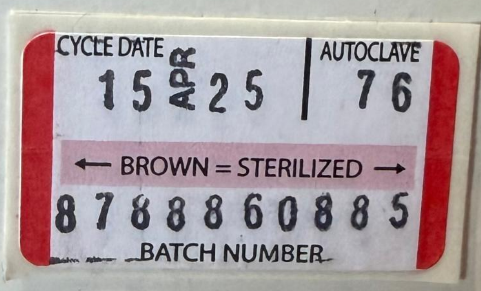 CYCLE DATE AUTOCLAVE
15 APR 25 76
← BROWN = STERILIZED →
8788860885
BATCH NUMBER